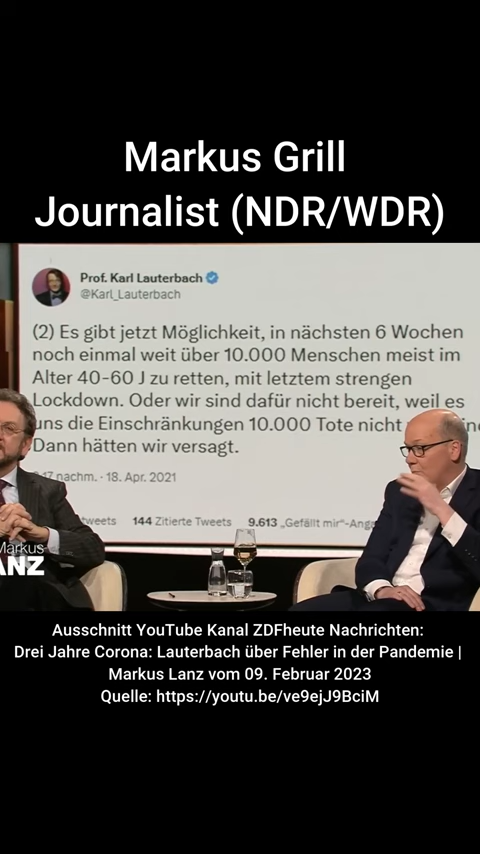 Markus Grill
Journalist (NDR/WDR)
Prof. Karl Lauterbach
@Karl_Lauterbach
(2) Es gibt jetzt Möglichkeit, in nächsten 6 Wochen
noch einmal weit über 10.000 Menschen meist im
Alter 40-60 J zu retten, mit letztem strengen
Lockdown. Oder wir sind dafür nicht bereit, weil es
uns die Einschränkungen 10.000 Tote nicht
Dann hätten wir versagt.
17 nachm. · 18. Apr. 2021
tweets 144 Zitierte Tweets 9.613 „Gefällt mir“-Ang
Markus
ANZ
Ausschnitt YouTube Kanal ZDFheute Nachrichten:
Drei Jahre Corona: Lauterbach über Fehler in der Pandemie |
Markus Lanz vom 09. Februar 2023
Quelle: https://youtu.be/ve9ejJ9BciM